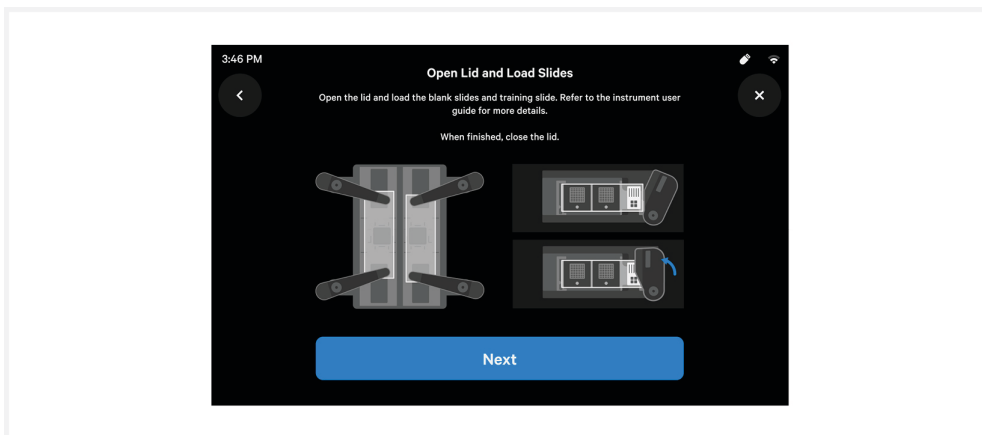 3:46 PM
Open Lid and Load Slides
Open the lid and load the blank slides and training slide. Refer to the instrument user
guide for more details.
When finished, close the lid.
Next